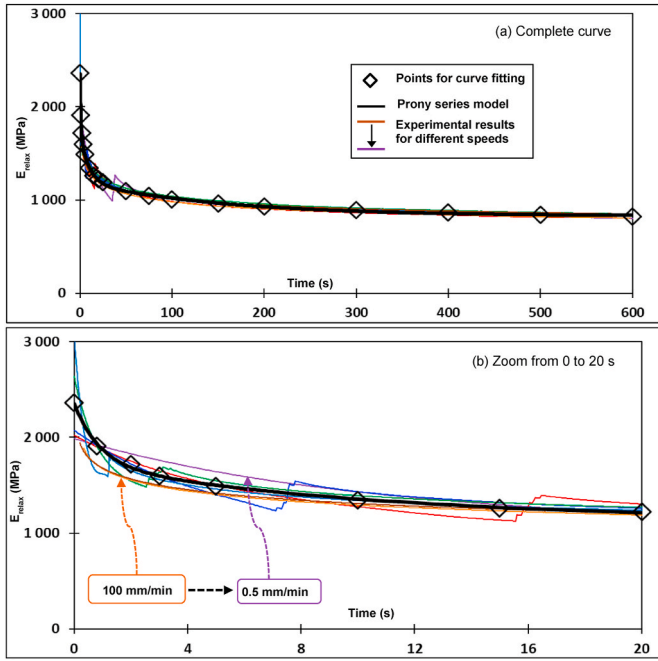 3 000
(a) Complete curve
Points for curve fitting
2 000
Prony series model
Experimental results
for different speeds
E_relax (MPa)
1 000
Time (s)
0
0 100 200 300 400 500 600
3 000
(b) Zoom from 0 to 20 s
2 000
E_relax (MPa)
1 000
100 mm/min
0.5 mm/min
Time (s)
0
0 4 8 12 16 20